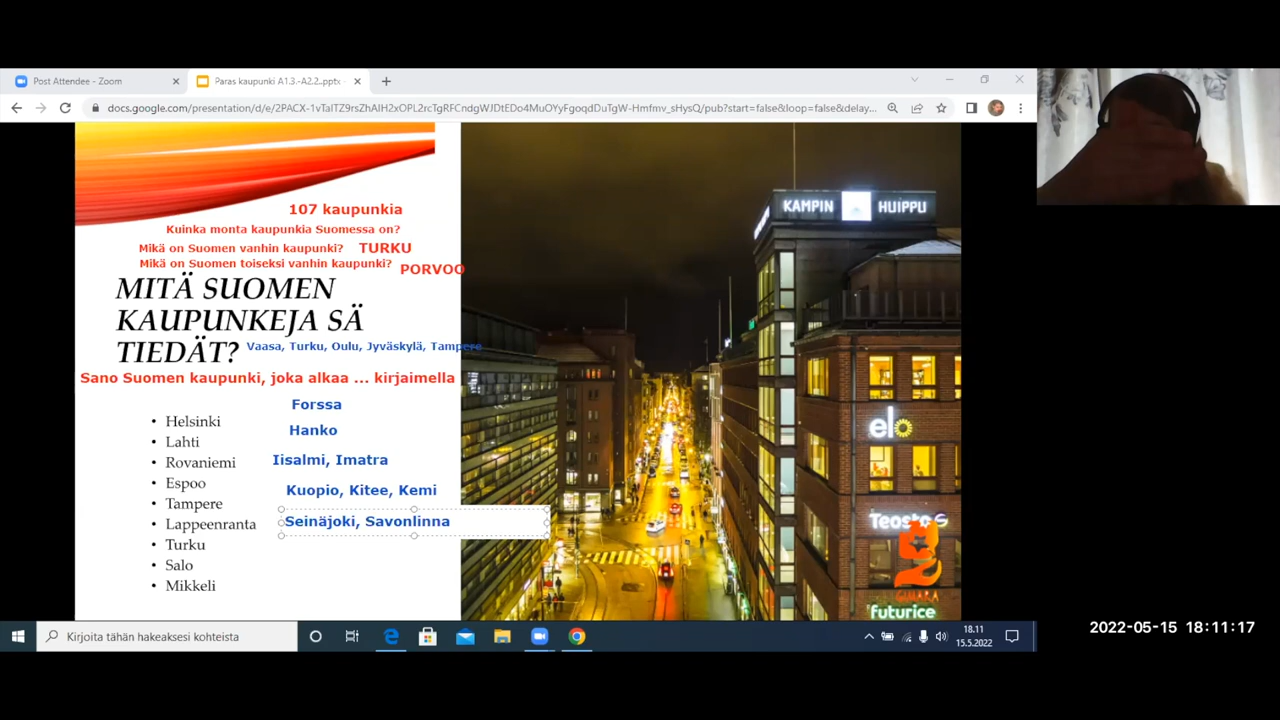 Post Attendee - Zoom
Paras kaupunki A1.3.-A2.2..pptx -
docs.google.com/presentation/d/e/2PACX-1vTaITZ9rsZhAIH2xOPL2rcTgRFCndgWJDtEDo4MuOYyFgoqdDuTgW-Hmfmv_sHysQ/pub?start=false&loop=false&delay...
107 kaupunkia
Kuinka monta kaupunkia Suomessa on?
Mikä on Suomen vanhin kaupunki? TURKU
Mikä on Suomen toiseksi vanhin kaupunki? PORVOO
MITÄ SUOMEN
KAUPUNKEJA SÄ
TIEDÄT? Vaasa, Turku, Oulu, Jyväskylä, Tampere
Sano Suomen kaupunki, joka alkaa ... kirjaimella
Forssa
Hanko
Iisalmi, Imatra
Kuopio, Kitee, Kemi
Seinäjoki, Savonlinna
• Helsinki
• Lahti
• Rovaniemi
• Espoo
• Tampere
• Lappeenranta
• Turku
• Salo
• Mikkeli
KAMPIN HUIPPU
elo
Teosto
futurice
Kirjoita tähän hakeaksesi kohteista
18.11
15.5.2022
2022-05-15 18:11:17